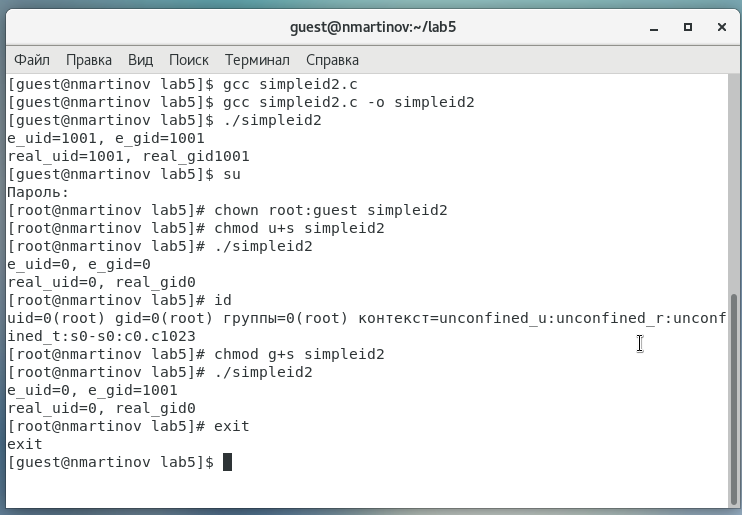 guest@nmartinov:~/lab5
Файл Правка Вид Поиск Терминал Справка
[guest@nmartinov lab5]$ gcc simpleid2.c
[guest@nmartinov lab5]$ gcc simpleid2.c -o simpleid2
[guest@nmartinov lab5]$ ./simpleid2
e_uid=1001, e_gid=1001
real_uid=1001, real_gid1001
[guest@nmartinov lab5]$ su
Пароль:
[root@nmartinov lab5]# chown root:guest simpleid2
[root@nmartinov lab5]# chmod u+s simpleid2
[root@nmartinov lab5]# ./simpleid2
e_uid=0, e_gid=0
real_uid=0, real_gid0
[root@nmartinov lab5]# id
uid=0(root) gid=0(root) группы=0(root) контекст=unconfined_u:unconfined_r:unconf
ined_t:s0-s0:c0.c1023
[root@nmartinov lab5]# chmod g+s simpleid2
[root@nmartinov lab5]# ./simpleid2
e_uid=0, e_gid=1001
real_uid=0, real_gid0
[root@nmartinov lab5]# exit
exit
[guest@nmartinov lab5]$